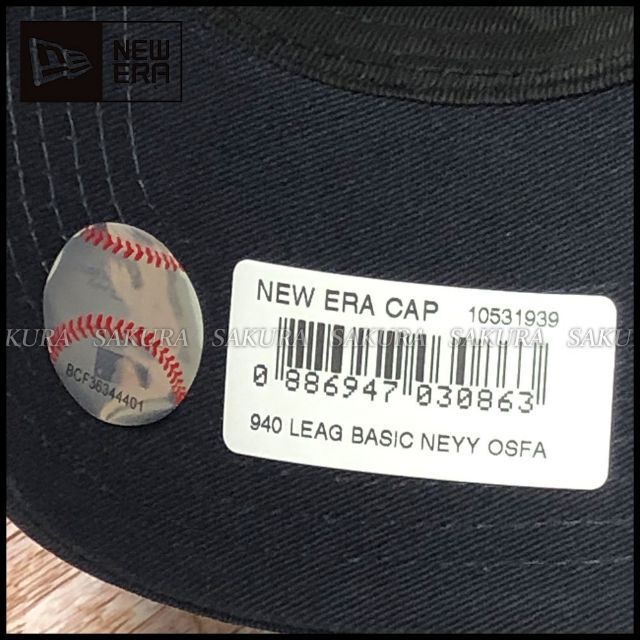 NEW
ERA
NEW ERA CAP 10531939
KURA SAKURA SAKURA SAKURA SAKURA SAKU
0 886947 030863
BCF36344401
940 LEAG BASIC NEYY OSFA